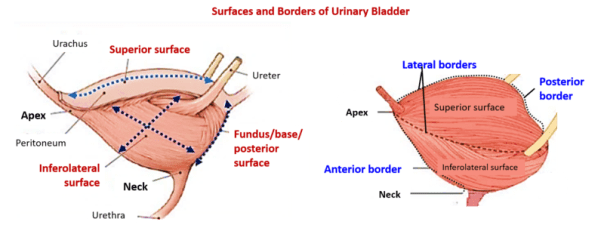 Surfaces and Borders of Urinary Bladder
Urachus
Superior surface
Ureter
Apex
Peritoneum
Fundus/base/
posterior
surface
Inferolateral
surface
Neck
Urethra
Lateral borders
Posterior
border
Superior surface
Apex
Anterior border
Inferolateral surface
Neck